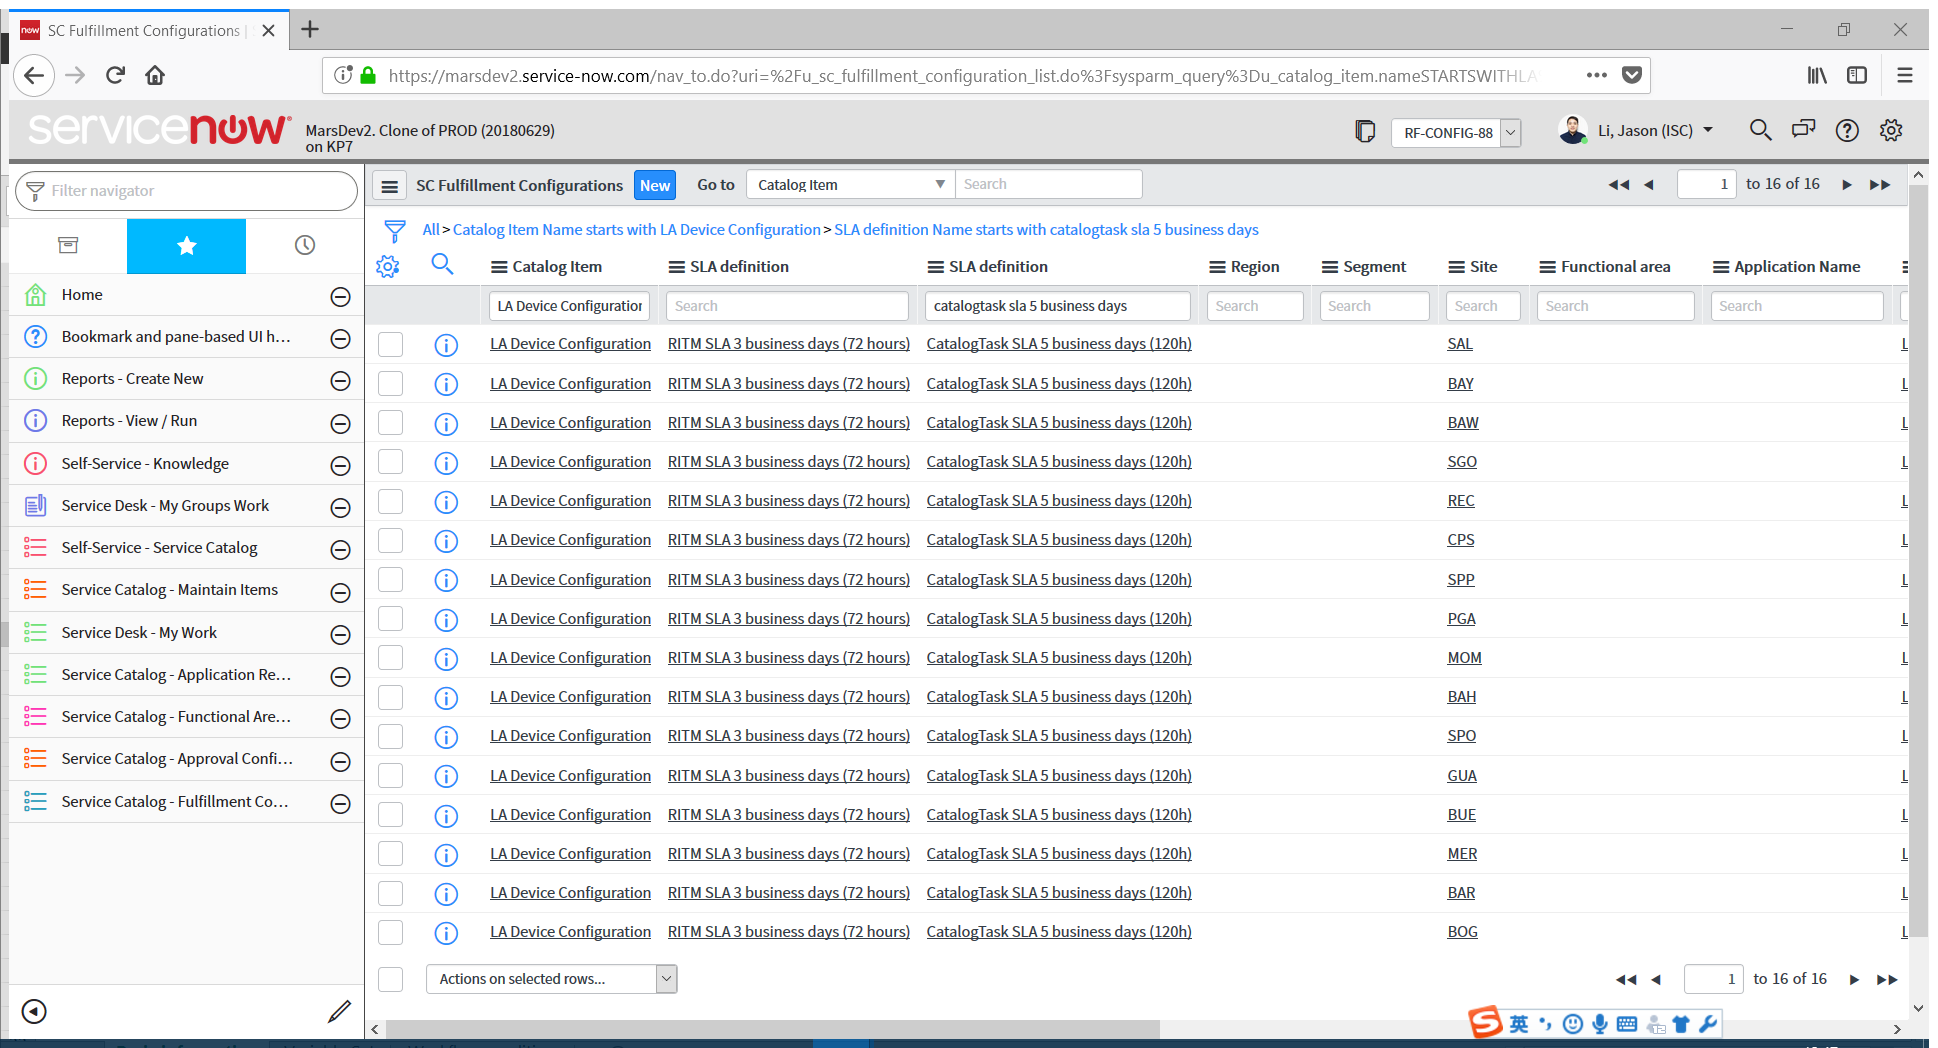 now SC Fulfillment Configurations |
https://marsdev2.service-now.com/nav_to.do?uri=%2Fu_sc_fulfillment_configuration_list.do%3Fsysparm_query%3Du_catalog_item.nameSTARTSWITHLA
servicenow MarsDev2. Clone of PROD (20180629)
on KP7
RF-CONFIG-88 Li, Jason (ISC)
Filter navigator
Home
Bookmark and pane-based UI h...
Reports - Create New
Reports - View / Run
Self-Service - Knowledge
Service Desk - My Groups Work
Self-Service - Service Catalog
Service Catalog - Maintain Items
Service Desk - My Work
Service Catalog - Application Re...
Service Catalog - Functional Are...
Service Catalog - Approval Confi...
Service Catalog - Fulfillment Co...
SC Fulfillment Configurations New Go to Catalog Item Search 1 to 16 of 16
All > Catalog Item Name starts with LA Device Configuration > SLA definition Name starts with catalogtask sla 5 business days
Catalog Item SLA definition SLA definition Region Segment Site Functional area Application Name
LA Device Configuration Search catalogtask sla 5 business days Search Search Search Search Search
LA Device Configuration RITM SLA 3 business days (72 hours) CatalogTask SLA 5 business days (120h) SAL L
LA Device Configuration RITM SLA 3 business days (72 hours) CatalogTask SLA 5 business days (120h) BAY L
LA Device Configuration RITM SLA 3 business days (72 hours) CatalogTask SLA 5 business days (120h) BAW L
LA Device Configuration RITM SLA 3 business days (72 hours) CatalogTask SLA 5 business days (120h) SGO L
LA Device Configuration RITM SLA 3 business days (72 hours) CatalogTask SLA 5 business days (120h) REC L
LA Device Configuration RITM SLA 3 business days (72 hours) CatalogTask SLA 5 business days (120h) CPS L
LA Device Configuration RITM SLA 3 business days (72 hours) CatalogTask SLA 5 business days (120h) SPP L
LA Device Configuration RITM SLA 3 business days (72 hours) CatalogTask SLA 5 business days (120h) PGA L
LA Device Configuration RITM SLA 3 business days (72 hours) CatalogTask SLA 5 business days (120h) MOM L
LA Device Configuration RITM SLA 3 business days (72 hours) CatalogTask SLA 5 business days (120h) BAH L
LA Device Configuration RITM SLA 3 business days (72 hours) CatalogTask SLA 5 business days (120h) SPO L
LA Device Configuration RITM SLA 3 business days (72 hours) CatalogTask SLA 5 business days (120h) GUA L
LA Device Configuration RITM SLA 3 business days (72 hours) CatalogTask SLA 5 business days (120h) BUE L
LA Device Configuration RITM SLA 3 business days (72 hours) CatalogTask SLA 5 business days (120h) MER L
LA Device Configuration RITM SLA 3 business days (72 hours) CatalogTask SLA 5 business days (120h) BAR L
LA Device Configuration RITM SLA 3 business days (72 hours) CatalogTask SLA 5 business days (120h) BOG L
Actions on selected rows... 1 to 16 of 16
S 英